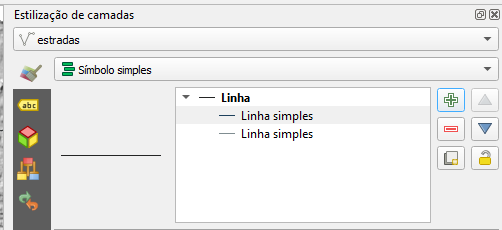 Estilização de camadas
estradas
Símbolo simples
abc
Linha
Linha simples
Linha simples